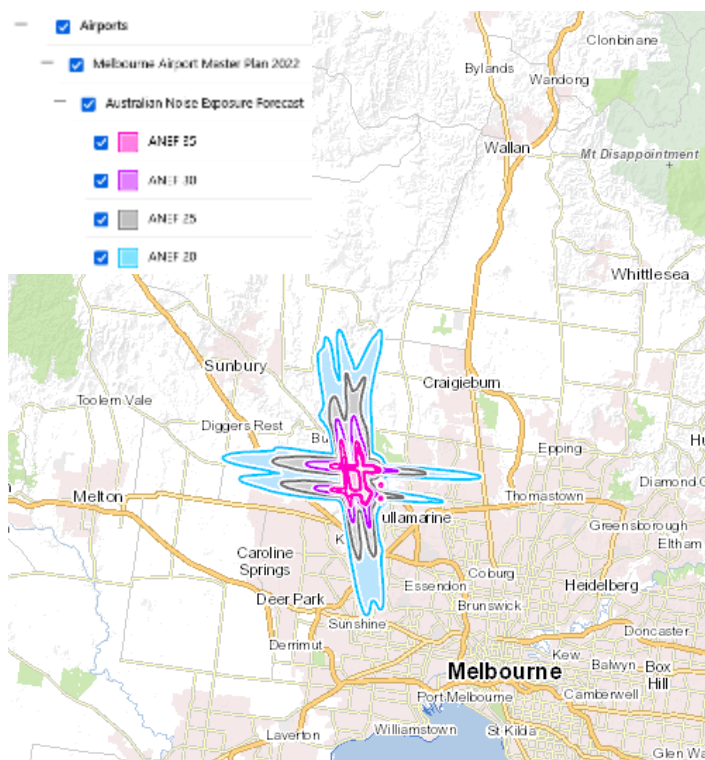 Airports
Melbourne Airport Master Plan 2022
Australian Noise Exposure Forecast
ANEF 35
ANEF 30
ANEF 25
ANEF 20
Clonbinane
Bylands
Wandong
Wallan
Mt Disappointment
Whittlesea
Sunbury
Craigieburn
Toolern Vale
Diggers Rest
Bu
Epping
Hu
Diamond C
Melton
Thomastown
ullamarine
Greensborough
K
Eltham
Caroline
Springs
Coburg
Essendon
Heidelberg
Deer Park
Brunswick
Sunshine
Doncaster
Derrimut
Kew
Balwyn
Box
Hill
Melbourne
Port Melbourne
Camberwell
Williamstown
St Kilda
Laverton
Glen Wa